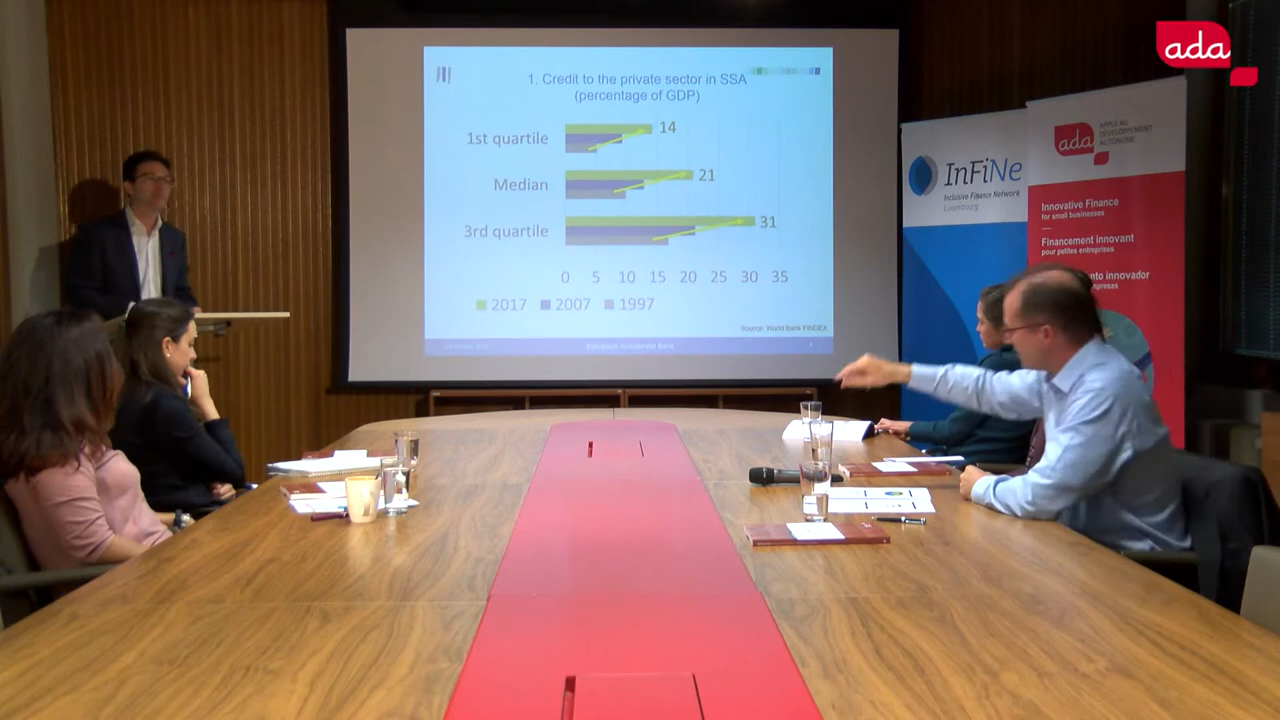 ada
1. Credit to the private sector in SSA
(percentage of GDP)
1st quartile
14
Median
21
3rd quartile
31
0 5 10 15 20 25 30 35
2017 2007 1997
Source: World Bank FINDEX
European Investment Bank
InFiNe
Inclusive Finance Network
Luxembourg
ada
APPUI AU
DÉVELOPPEMENT
AUTONOME
Innovative Finance
for small businesses
Financement innovant
pour petites entreprises
nto innovador